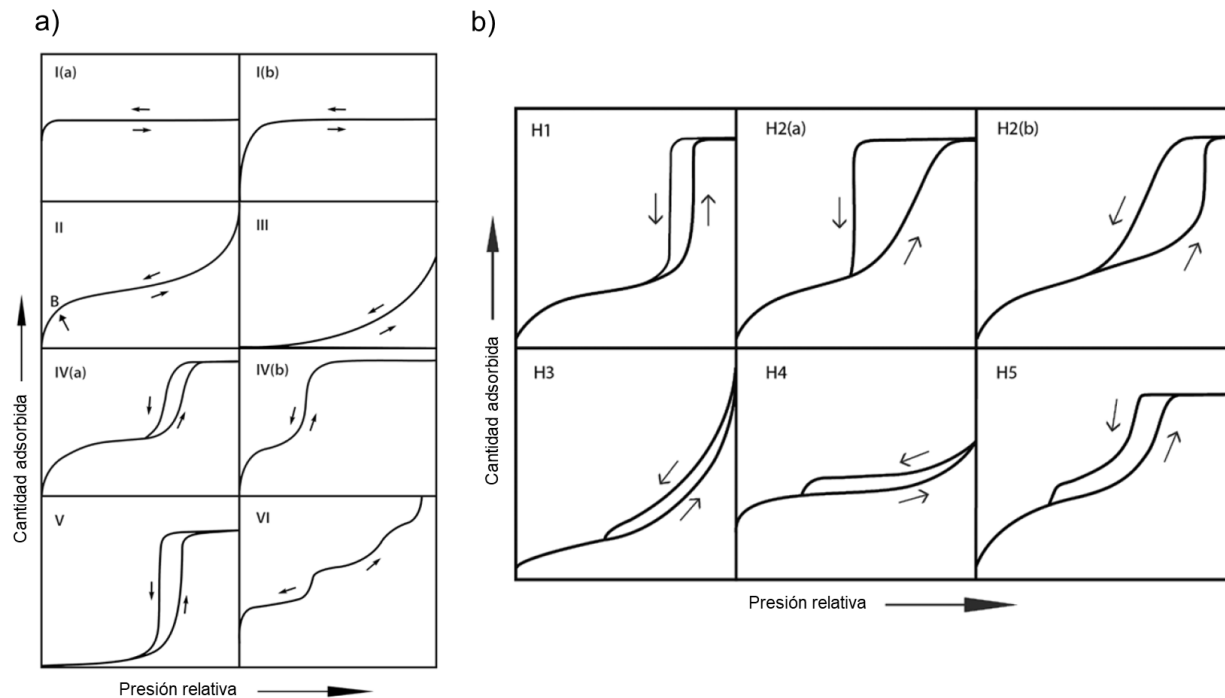 a)
I(a)
I(b)
II
B
III
IV(a)
IV(b)
V
VI
Cantidad adsorbida
Presión relativa
b)
H1
H2(a)
H2(b)
H3
H4
H5
Cantidad adsorbida
Presión relativa